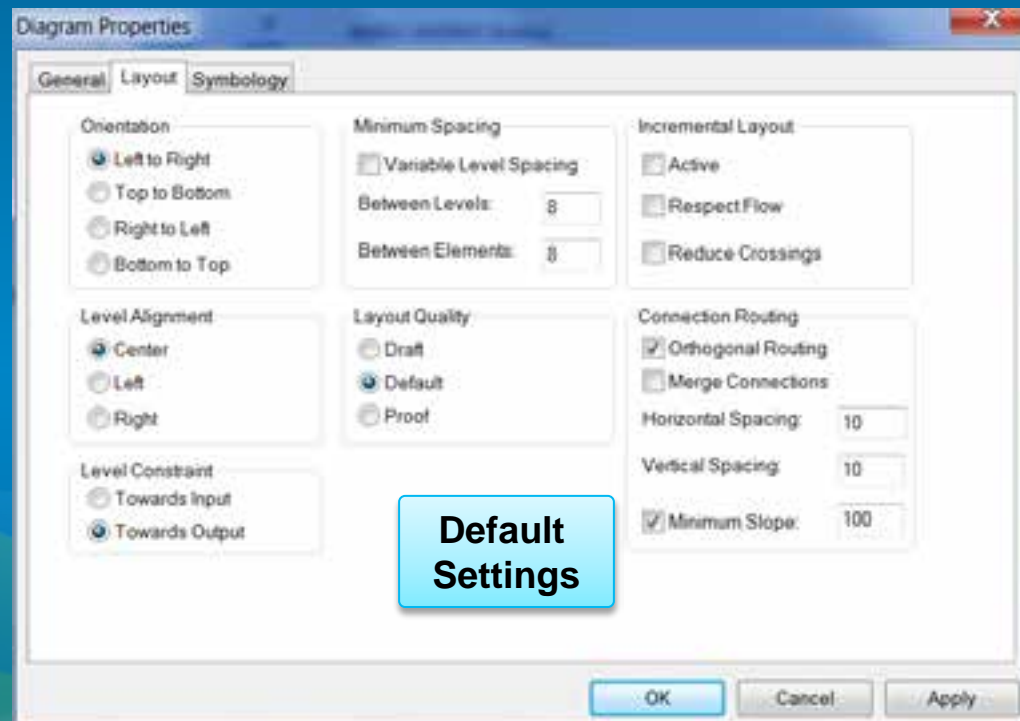 Diagram Properties
General Layout Symbology
Orientation
Left to Right
Top to Bottom
Right to Left
Bottom to Top
Level Alignment
Center
Left
Right
Level Constraint
Towards Input
Towards Output
Minimum Spacing
Variable Level Spacing
Between Levels: 8
Between Elements: 8
Layout Quality
Draft
Default
Proof
Incremental Layout
Active
Respect Flow
Reduce Crossings
Connection Routing
Orthogonal Routing
Merge Connections
Horizontal Spacing: 10
Vertical Spacing: 10
Minimum Slope: 100
Default
Settings
OK Cancel Apply